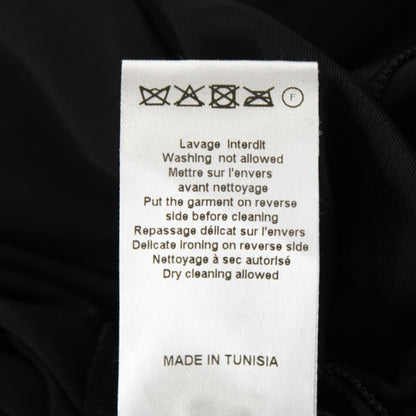 F
Lavage Interdit
Washing not allowed
Mettre sur l'envers
avant nettoyage
Put the garment on reverse
side before cleaning
Repassage délicat sur l'envers
Delicate ironing on reverse side
Nettoyage à sec autorisé
Dry cleaning allowed
MADE IN TUNISIA